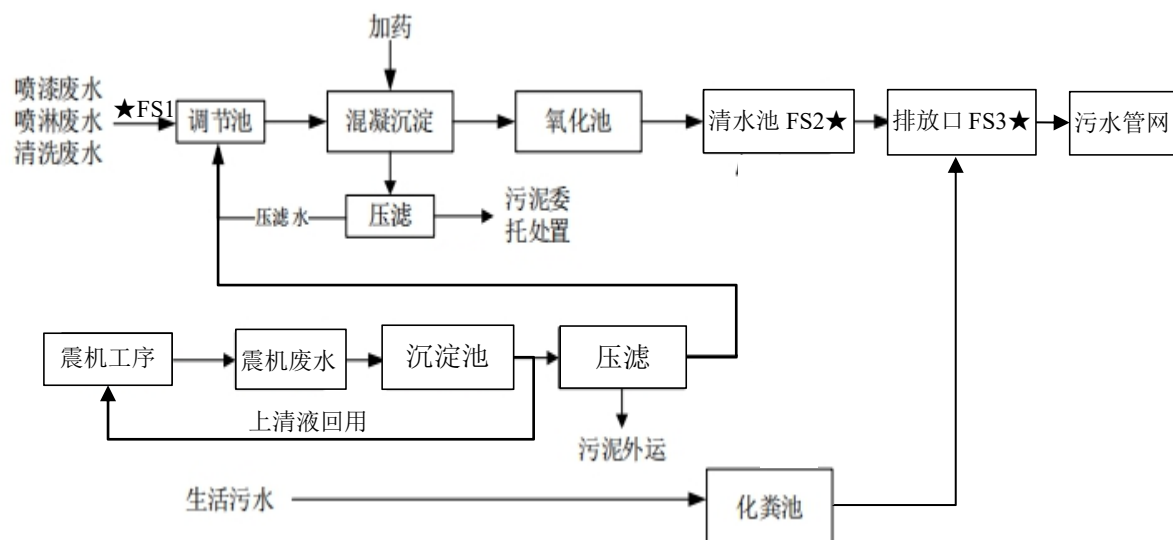 加药
喷漆废水
喷淋废水
清洗废水
★FS1
调节池
混凝沉淀
氧化池
清水池 FS2★
排放口 FS3★
污水管网
压滤水
压滤
污泥委
托处置
震机工序
震机废水
沉淀池
压滤
上清液回用
污泥外运
生活污水
化粪池